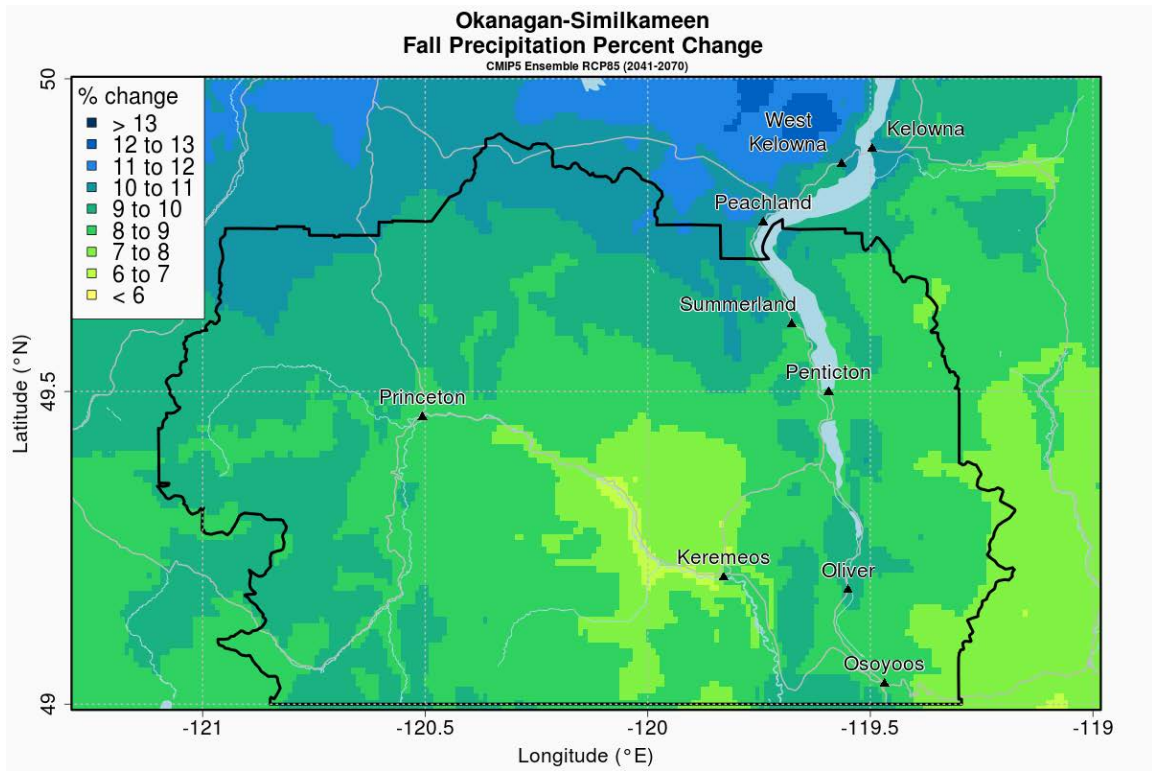 Okanagan-Similkameen
Fall Precipitation Percent Change
CMIP5 Ensemble RCP85 (2041-2070)
50
49.5
49
Latitude (°N)
% change
> 13
12 to 13
11 to 12
10 to 11
9 to 10
8 to 9
7 to 8
6 to 7
< 6
West
Kelowna
Kelowna
Peachland
Summerland
Penticton
Princeton
Keremeos
Oliver
Osoyoos
-121
-120.5
-120
-119.5
-119
Longitude (°E)